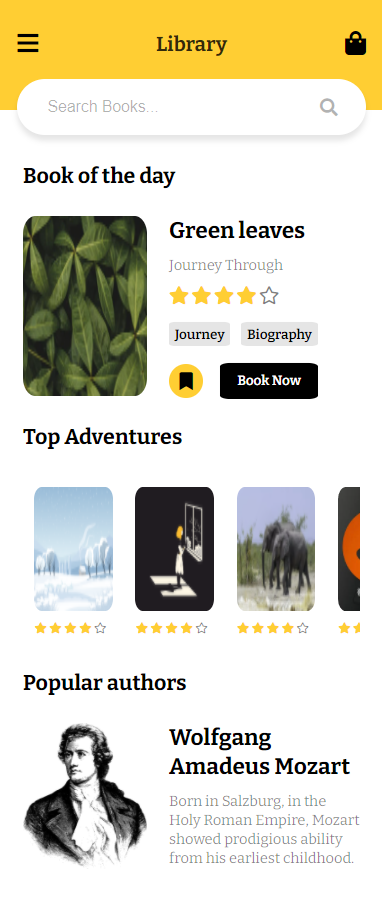 Library
Search Books...
Book of the day
Green leaves
Journey Through
Journey Biography
Book Now
Top Adventures
Popular authors
Wolfgang
Amadeus Mozart
Born in Salzburg, in the
Holy Roman Empire, Mozart
showed prodigious ability
from his earliest childhood.